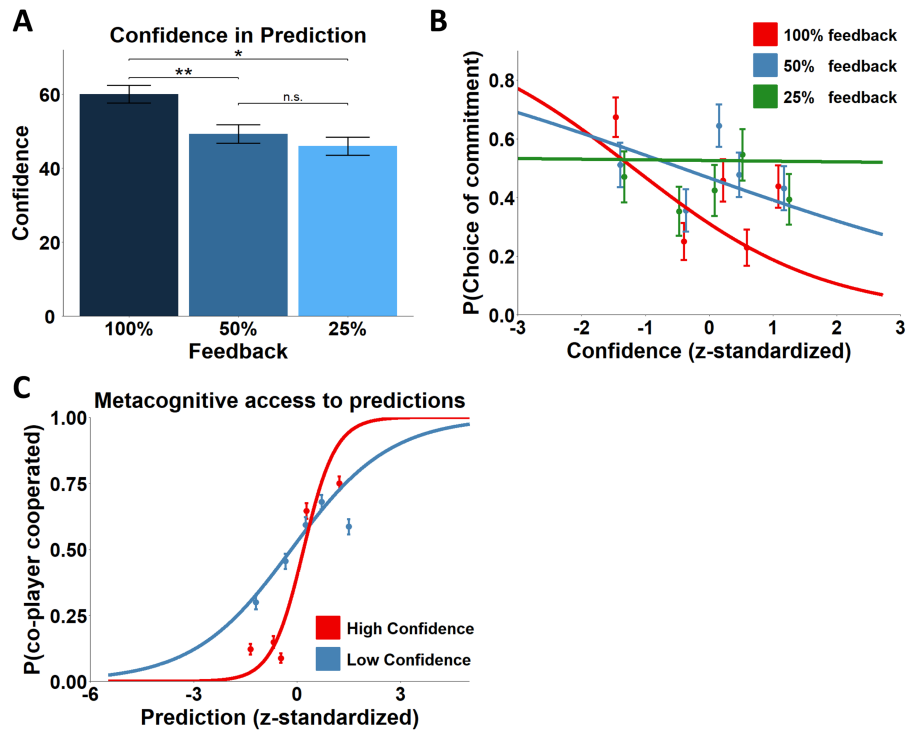 A
Confidence in Prediction
*
**
n.s.
60
40
20
0
Confidence
100%
50%
25%
Feedback
B
100% feedback
50% feedback
25% feedback
0.8
0.6
0.4
0.2
0.0
P(Choice of commitment)
-3
-2
-1
0
1
2
3
Confidence (z-standardized)
C
Metacognitive access to predictions
1.00
0.75
0.50
0.25
0.00
P(co-player cooperated)
High Confidence
Low Confidence
-6
-3
0
3
Prediction (z-standardized)